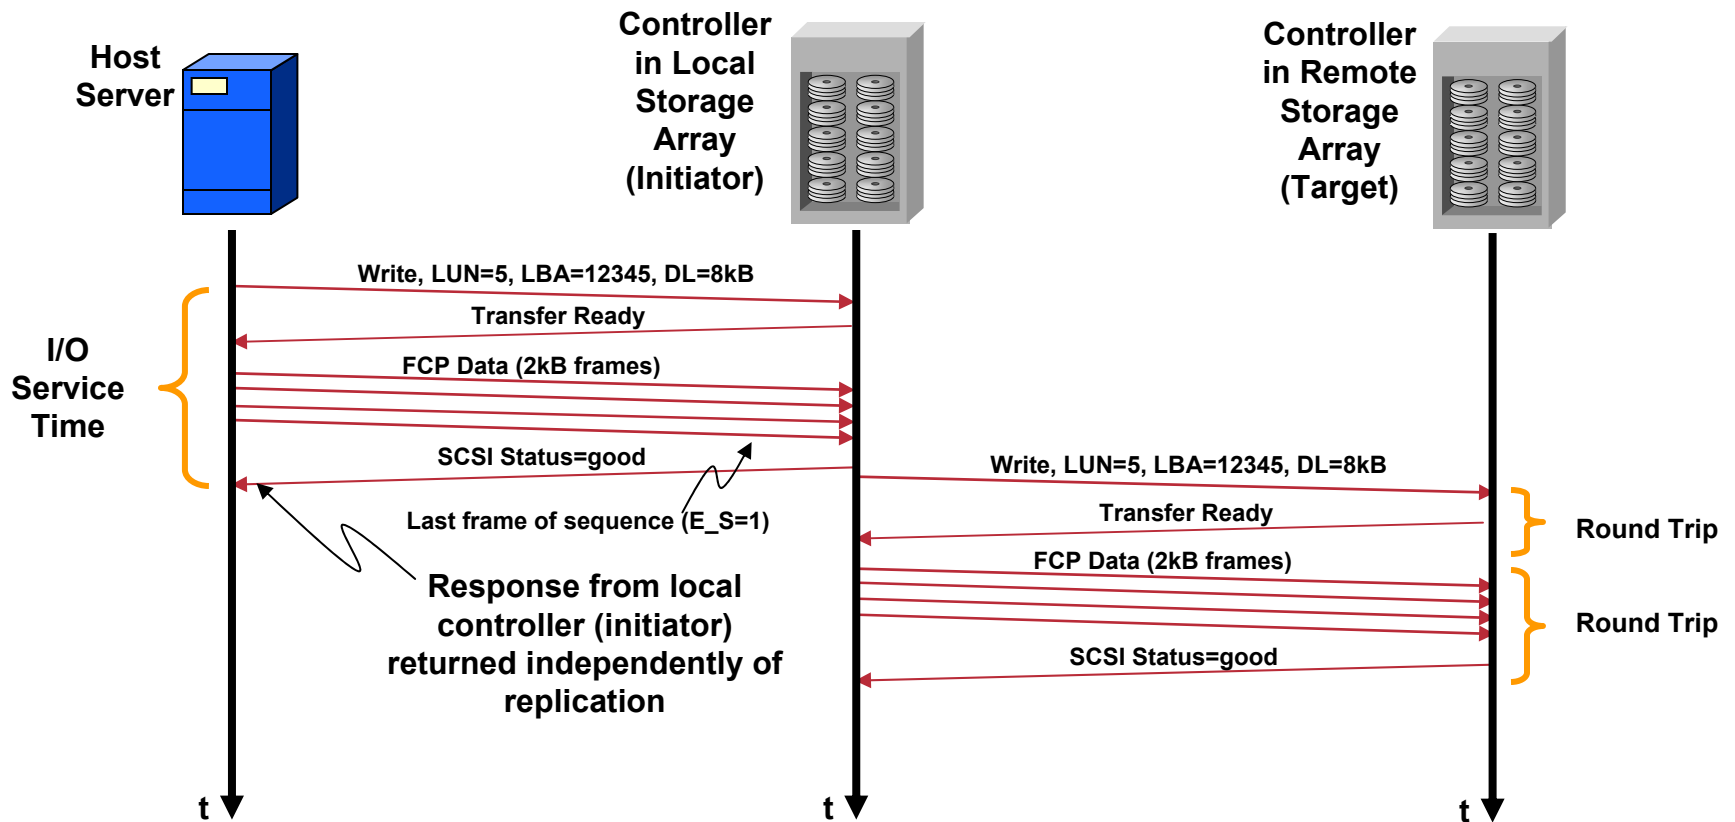 Host
Server
Controller
in Local
Storage
Array
(Initiator)
Controller
in Remote
Storage
Array
(Target)
Write, LUN=5, LBA=12345, DL=8kB
Transfer Ready
I/O
Service
Time
FCP Data (2kB frames)
SCSI Status=good
Last frame of sequence (E_S=1)
Response from local
controller (initiator)
returned independently of
replication
Write, LUN=5, LBA=12345, DL=8kB
Transfer Ready
Round Trip
FCP Data (2kB frames)
Round Trip
SCSI Status=good
t
t
t